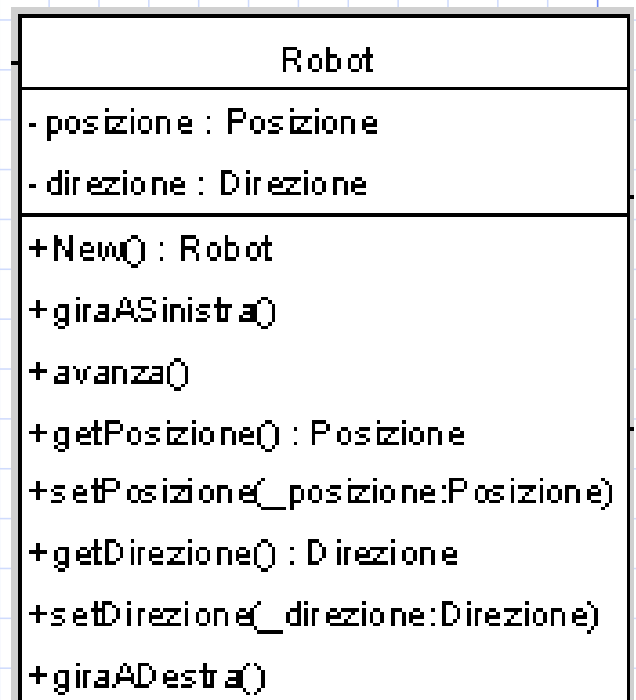 Robot
- posizione : Posizione
- direzione : Direzione
+New() : Robot
+giraASinistra()
+avanza()
+getPosizione() : Posizione
+setPosizione(_posizione:Posizione)
+getDirezione() : Direzione
+setDirezione(_direzione:Direzione)
+giraADestra()